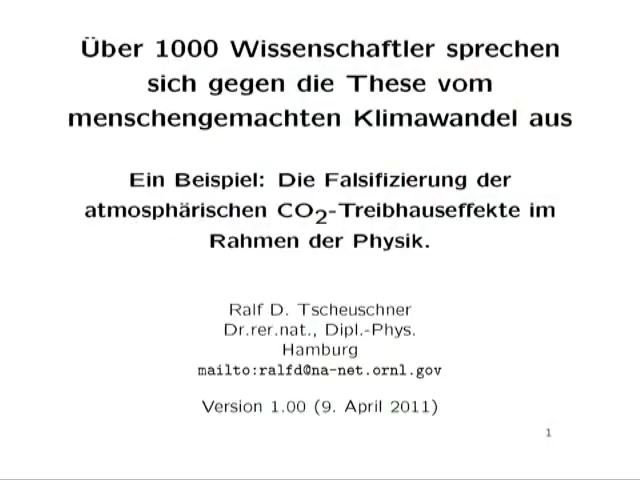 Über 1000 Wissenschaftler sprechen
sich gegen die These vom
menschengemachten Klimawandel aus
Ein Beispiel: Die Falsifizierung der
atmosphärischen CO2-Treibhauseffekte im
Rahmen der Physik.
Ralf D. Tscheuschner
Dr.rer.nat., Dipl.-Phys.
Hamburg
mailto:ralfd@na-net.ornl.gov
Version 1.00 (9. April 2011)
1